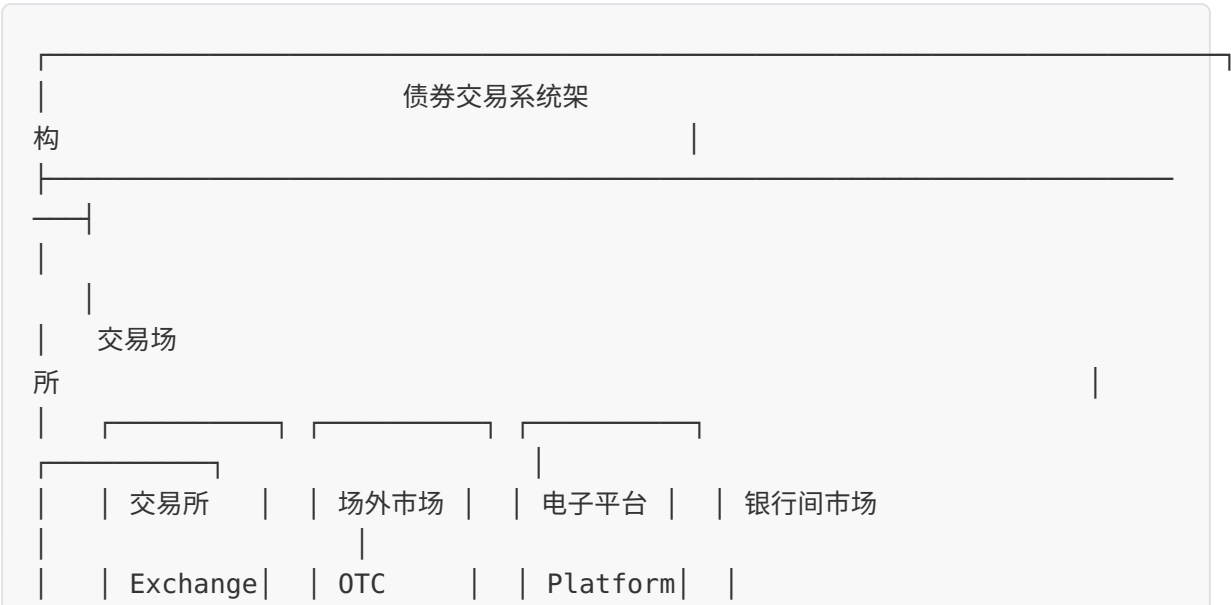 ┌─────────────────────────────────────────────────────────────────┐
│                    债券交易系统架
构                                    │
├──────────────────────────────────────────────────────────────
───┤
│
   │
│   交易场
所                                                          │
│   ┌─────────┐ ┌─────────┐ ┌─────────┐
┌─────────┐                  │
│   │ 交易所   │  │ 场外市场 │  │ 电子平台 │  │ 银行间市场
│                  │
│   │ Exchange│  │ OTC     │  │ Platform│  │